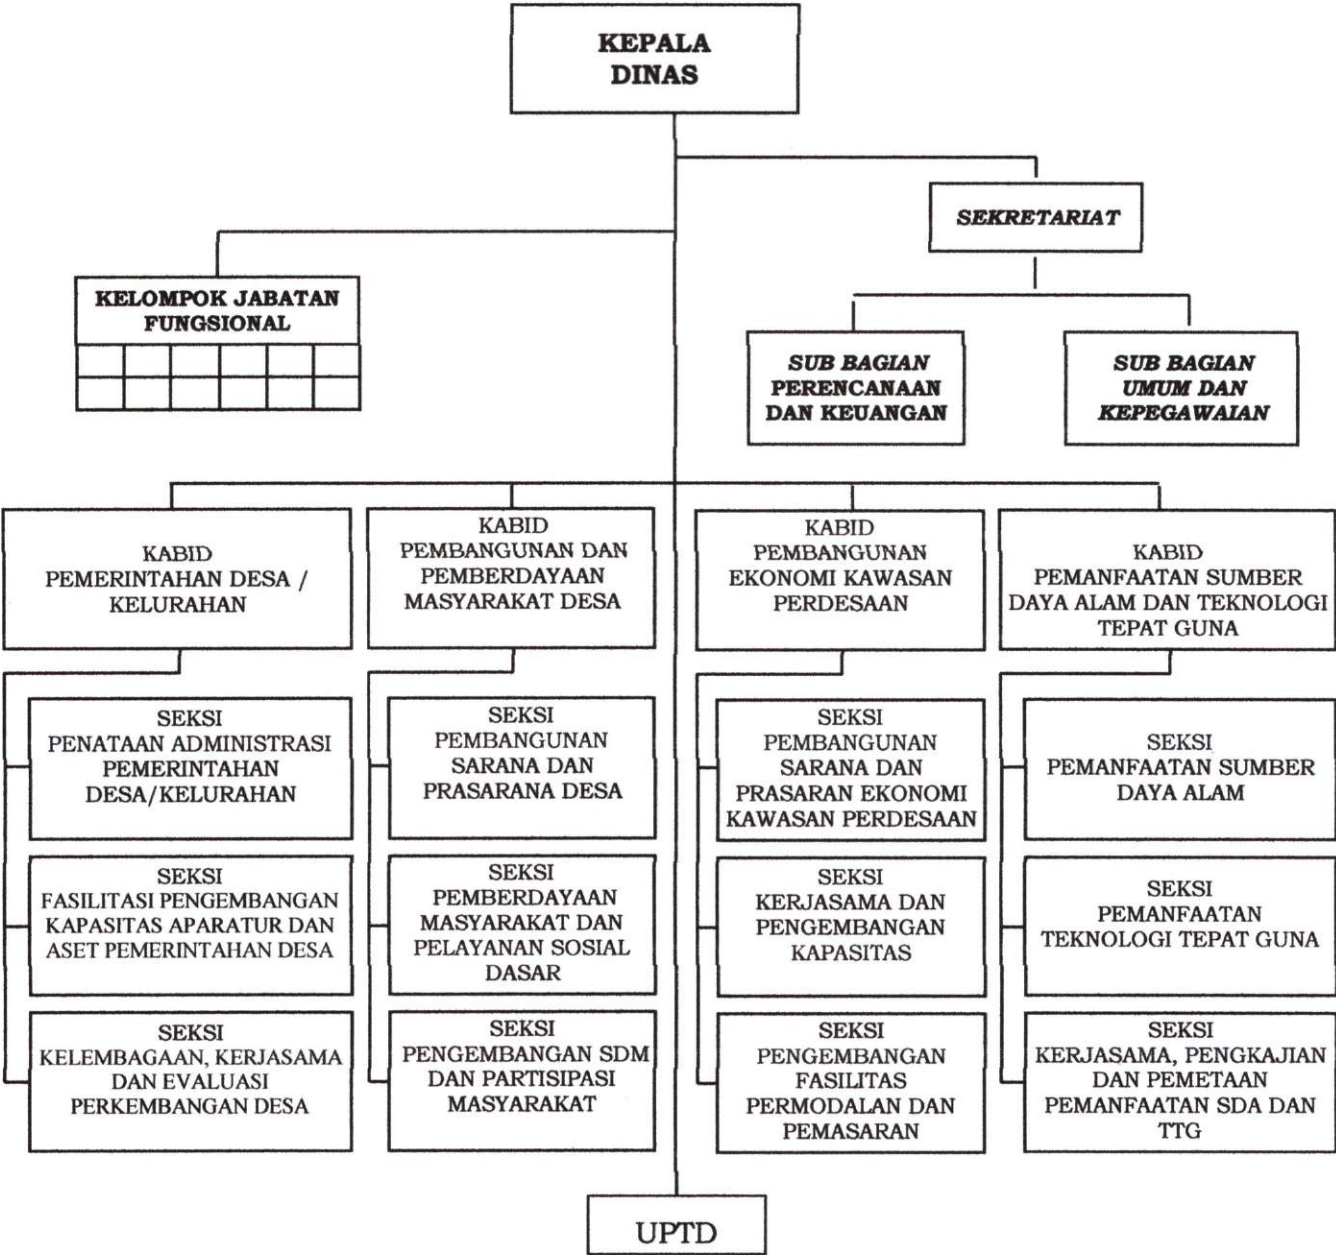 KEPALA
DINAS
SEKRETARIAT
KELOMPOK JABATAN
FUNGSIONAL
SUB BAGIAN
PERENCANAAN
DAN KEUANGAN
SUB BAGIAN
UMUM DAN
KEPEGAWAIAN
KABID
PEMERINTAHAN DESA /
KELURAHAN
KABID
PEMBANGUNAN DAN
PEMBERDAYAAN
MASYARAKAT DESA
KABID
PEMBANGUNAN
EKONOMI KAWASAN
PERDESAAN
KABID
PEMANFAATAN SUMBER
DAYA ALAM DAN TEKNOLOGI
TEPAT GUNA
SEKSI
PENATAAN ADMINISTRASI
PEMERINTAHAN
DESA/KELURAHAN
SEKSI
PEMBANGUNAN
SARANA DAN
PRASARANA DESA
SEKSI
PEMBANGUNAN
SARANA DAN
PRASARAN EKONOMI
KAWASAN PERDESAAN
SEKSI
PEMANFAATAN SUMBER
DAYA ALAM
SEKSI
FASILITASI PENGEMBANGAN
KAPASITAS APARATUR DAN
ASET PEMERINTAHAN DESA
SEKSI
PEMBERDAYAAN
MASYARAKAT DAN
PELAYANAN SOSIAL
DASAR
SEKSI
KERJASAMA DAN
PENGEMBANGAN
KAPASITAS
SEKSI
PEMANFAATAN
TEKNOLOGI TEPAT GUNA
SEKSI
KELEMBAGAAN, KERJASAMA
DAN EVALUASI
PERKEMBANGAN DESA
SEKSI
PENGEMBANGAN SDM
DAN PARTISIPASI
MASYARAKAT
SEKSI
PENGEMBANGAN
FASILITAS
PERMODALAN DAN
PEMASARAN
SEKSI
KERJASAMA, PENGKAJIAN
DAN PEMETAAN
PEMANFAATAN SDA DAN
TTG
UPTD